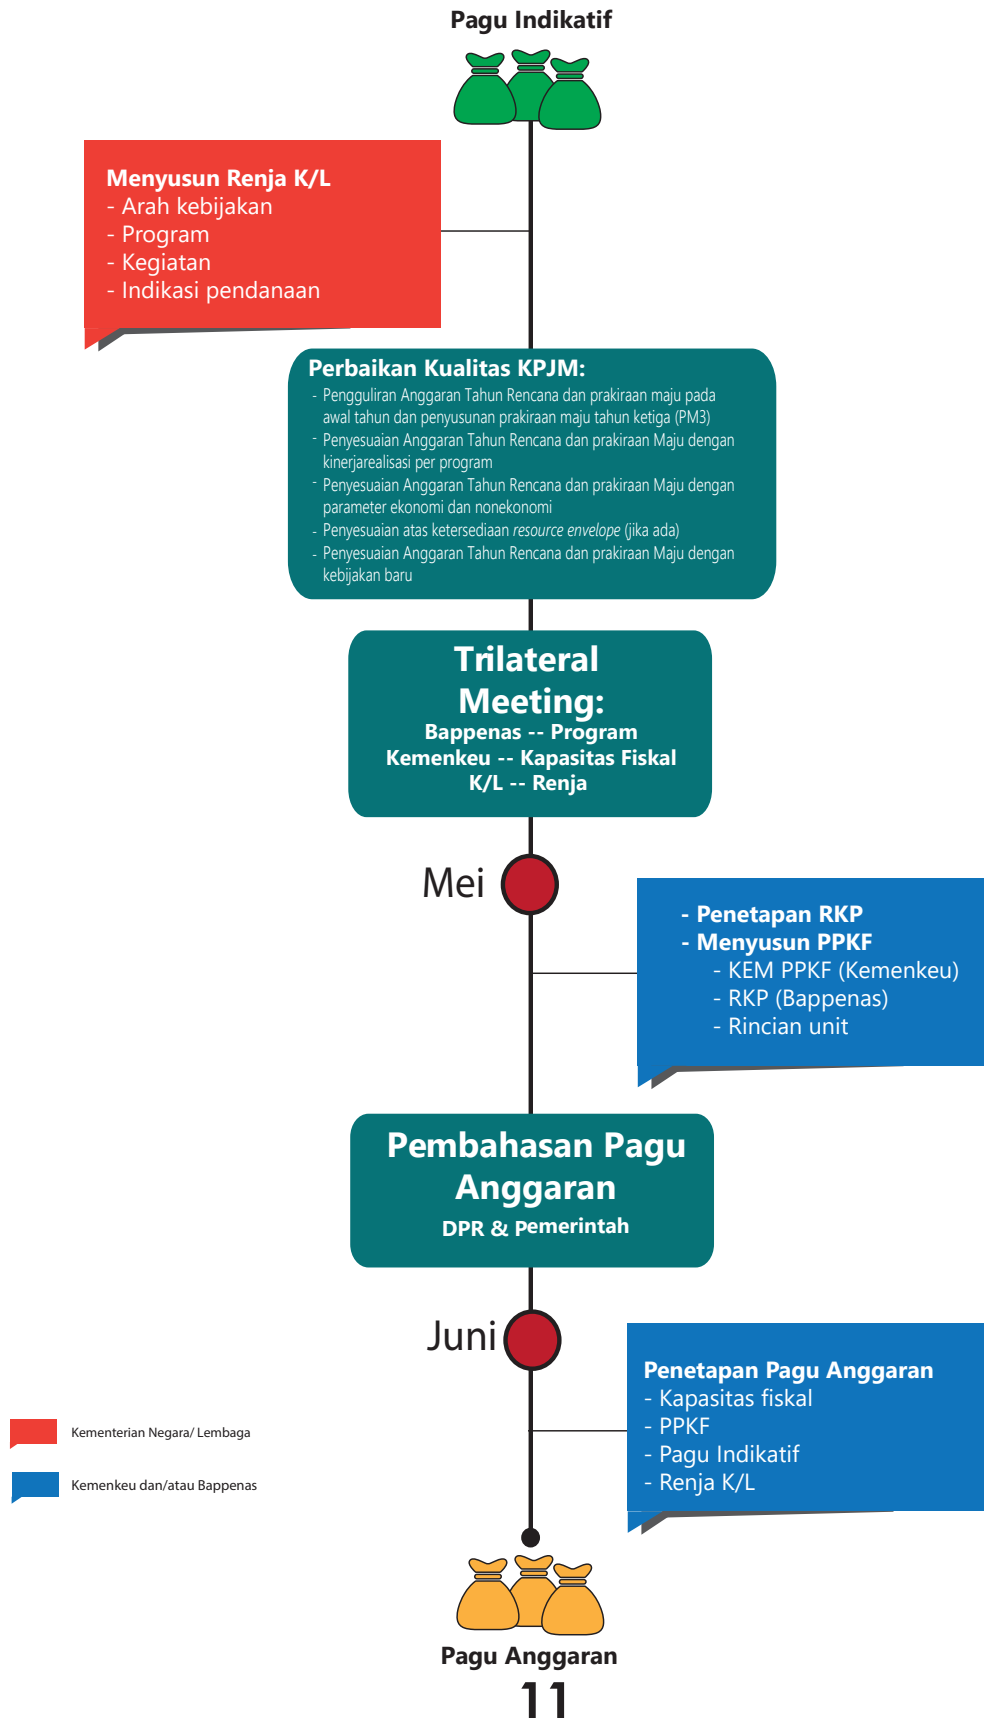 Pagu Indikatif
Menyusun Renja K/L
- Arah kebijakan
- Program
- Kegiatan
- Indikasi pendanaan
Perbaikan Kualitas KPJM:
- Pengguliran Anggaran Tahun Rencana dan prakiraan maju pada
awal tahun dan penyusunan prakiraan maju tahun ketiga (PM3)
- Penyesuaian Anggaran Tahun Rencana dan prakiraan Maju dengan
kinerjarealisasi per program
- Penyesuaian Anggaran Tahun Rencana dan prakiraan Maju dengan
parameter ekonomi dan nonekonomi
- Penyesuaian atas ketersediaan resource envelope (jika ada)
- Penyesuaian Anggaran Tahun Rencana dan prakiraan Maju dengan
kebijakan baru
Trilateral
Meeting:
Bappenas -- Program
Kemenkeu -- Kapasitas Fiskal
K/L -- Renja
Mei
- Penetapan RKP
- Menyusun PPKF
- KEM PPKF (Kemenkeu)
- RKP (Bappenas)
- Rincian unit
Pembahasan Pagu
Anggaran
DPR & Pemerintah
Juni
Penetapan Pagu Anggaran
- Kapasitas fiskal
- PPKF
- Pagu Indikatif
- Renja K/L
Kementerian Negara/ Lembaga
Kemenkeu dan/atau Bappenas
Pagu Anggaran
11